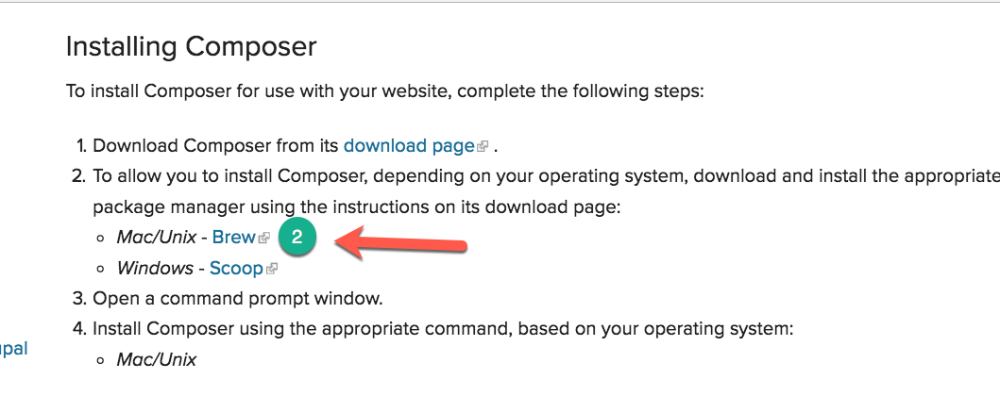 Installing Composer
To install Composer for use with your website, complete the following steps:
1. Download Composer from its download page .
2. To allow you to install Composer, depending on your operating system, download and install the appropriate
package manager using the instructions on its download page:
Mac/Unix - Brew 2
Windows - Scoop
3. Open a command prompt window.
4. Install Composer using the appropriate command, based on your operating system:
pal
Mac/Unix